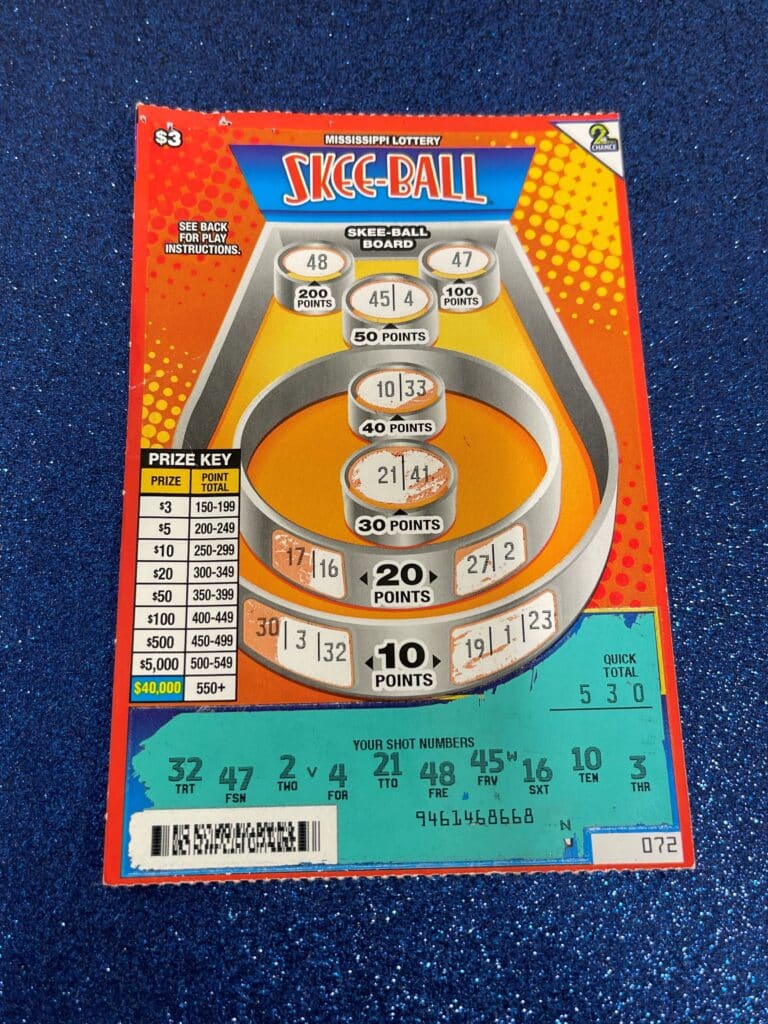 $3
MISSISSIPPI LOTTERY
2nd
CHANCE
SKEE-BALL
SEE BACK
FOR PLAY
INSTRUCTIONS.
SKEE-BALL
BOARD
48
47
200
POINTS
100
POINTS
45 4
50 POINTS
10 33
40 POINTS
21 41
30 POINTS
17 16
27 2
20
POINTS
30 3 32
19 1 23
10
POINTS
PRIZE KEY
PRIZE POINT TOTAL
$3 150-199
$5 200-249
$10 250-299
$20 300-349
$50 350-399
$100 400-449
$500 450-499
$5,000 500-549
$40,000 550+
QUICK
TOTAL
5 3 0
YOUR SHOT NUMBERS
32 47 2 V 4 21 48 45 W 16 10 3
TRT FSN TWO FOR TTO FRE FRV SXT TEN THR
9461468668
N
072